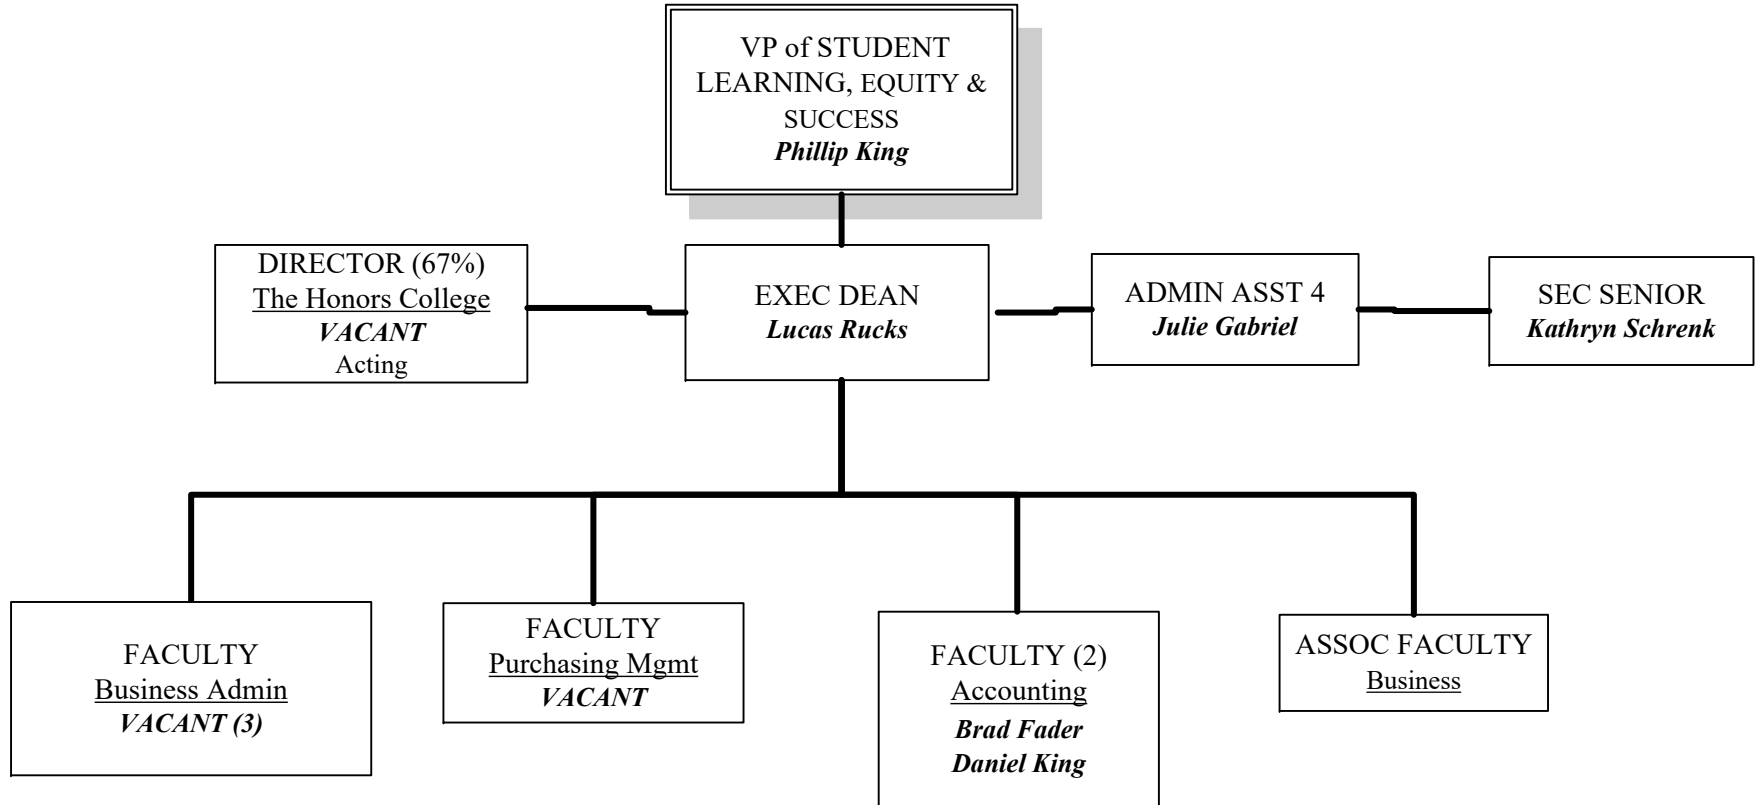 VP of STUDENT
LEARNING, EQUITY &
SUCCESS
Phillip King
DIRECTOR (67%)
The Honors College
VACANT
Acting
EXEC DEAN
Lucas Rucks
ADMIN ASST 4
Julie Gabriel
SEC SENIOR
Kathryn Schrenk
FACULTY
Business Admin
VACANT (3)
FACULTY
Purchasing Mgmt
VACANT
FACULTY (2)
Accounting
Brad Fader
Daniel King
ASSOC FACULTY
Business